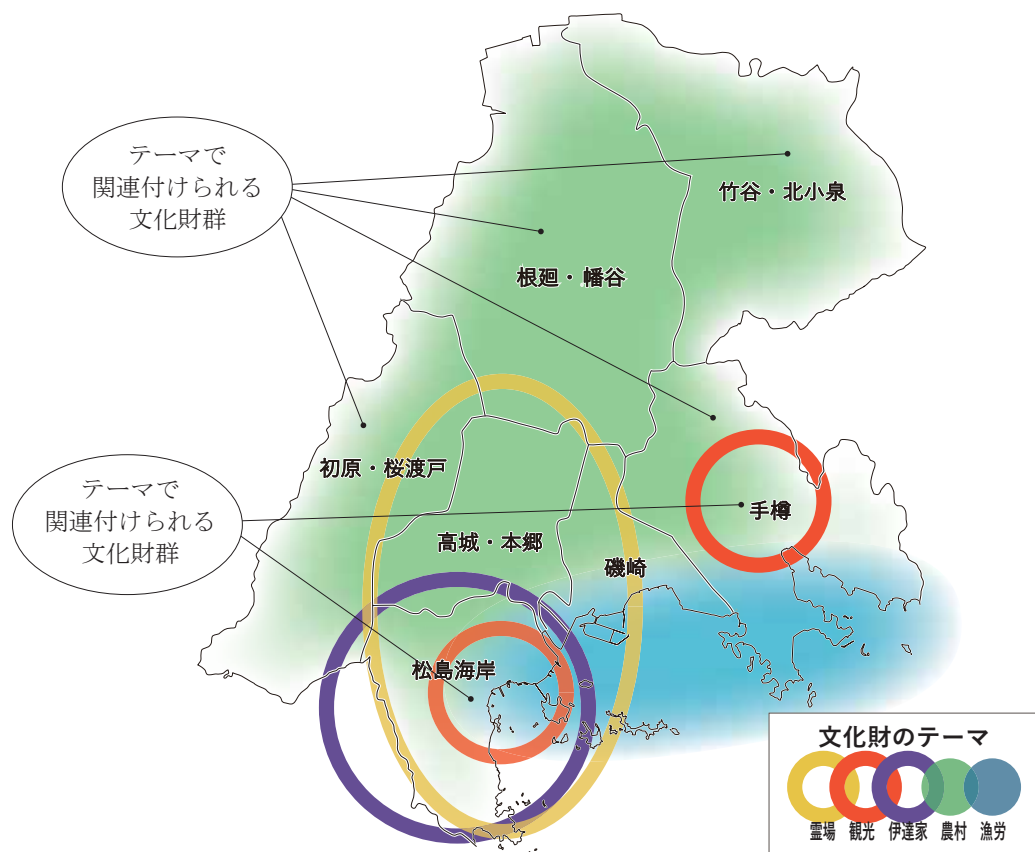 テーマで
関連付けられる
文化財群
竹谷・北小泉
根廻・幡谷
初原・桜渡戸
テーマで
関連付けられる
文化財群
手樽
高城・本郷
磯崎
松島海岸
文化財のテーマ
霊場 観光 伊達家 農村 漁労